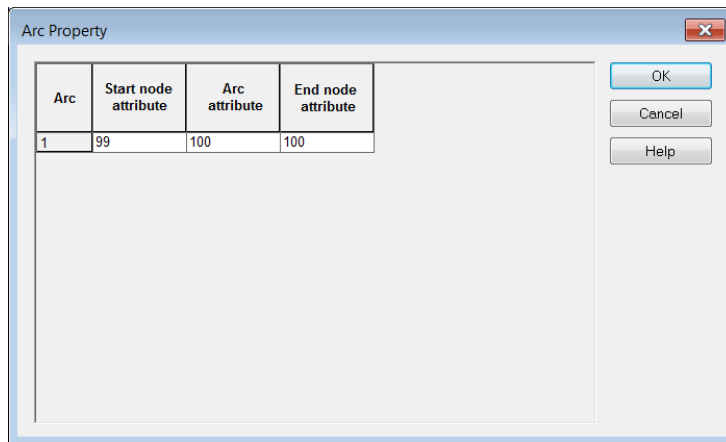 Arc Property
Arc
Start node attribute
Arc attribute
End node attribute
1 99 100 100
OK
Cancel
Help